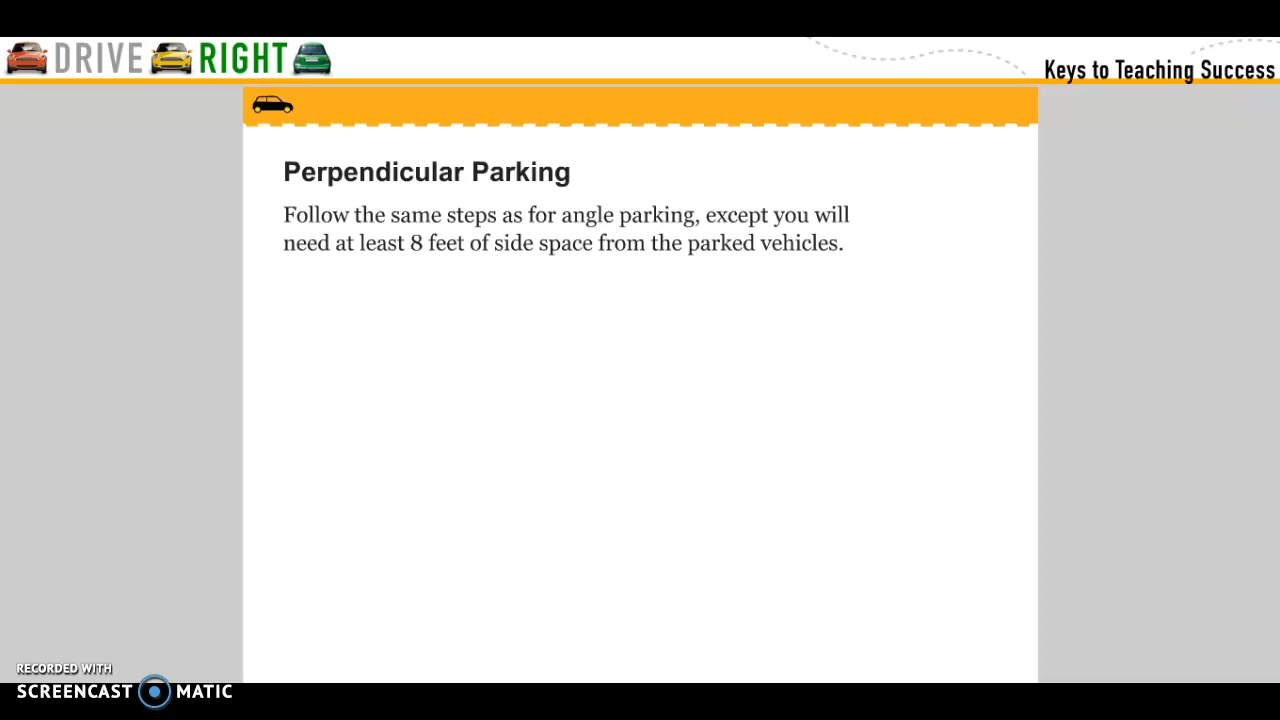 DRIVE RIGHT
Keys to Teaching Success
Perpendicular Parking
Follow the same steps as for angle parking, except you will
need at least 8 feet of side space from the parked vehicles.
RECORDED WITH
SCREENCAST MATIC